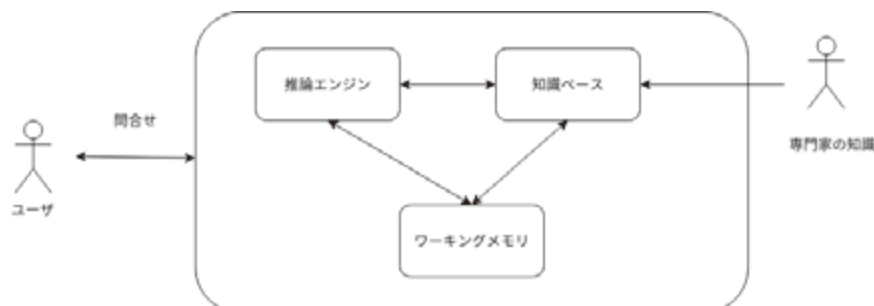 推論エンジン
知識ベース
問合せ
専門家の知識
ユーザ
ワーキングメモリ